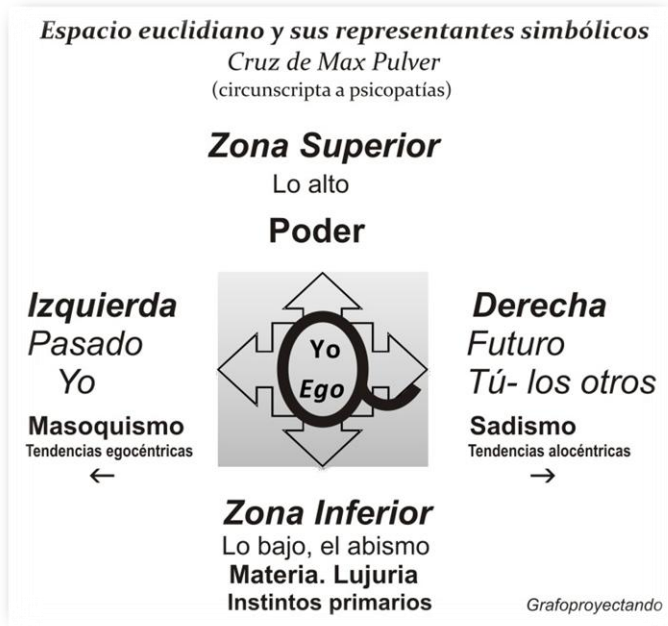 Espacio euclidiano y sus representantes simbólicos
Cruz de Max Pulver
(circunscripta a psicopatías)
Zona Superior
Lo alto
Poder
Izquierda
Pasado
Yo
Masoquismo
Tendencias egocéntricas
←
Yo
Ego
Derecha
Futuro
Tú- los otros
Sadismo
Tendencias alocéntricas
→
Zona Inferior
Lo bajo, el abismo
Materia. Lujuria
Instintos primarios
Grafoproyectando